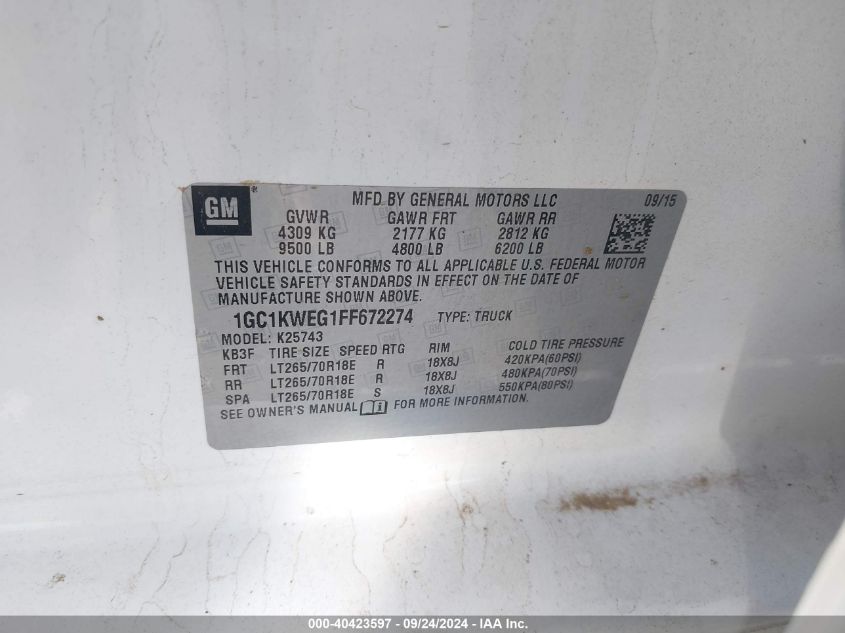 GM
MFD BY GENERAL MOTORS LLC 09/15
GVWR GAWR FRT GAWR RR
4309 KG 2177 KG 2812 KG
9500 LB 4800 LB 6200 LB
THIS VEHICLE CONFORMS TO ALL APPLICABLE U.S. FEDERAL MOTOR
VEHICLE SAFETY STANDARDS IN EFFECT ON THE DATE OF
MANUFACTURE SHOWN ABOVE.
1GC1KWEG1FF672274 TYPE: TRUCK
MODEL: K25743
KB3F TIRE SIZE SPEED RTG RIM COLD TIRE PRESSURE
FRT LT265/70R18E R 18X8J 420KPA(60PSI)
RR LT265/70R18E R 18X8J 480KPA(70PSI)
SPA LT265/70R18E S 18X8J 550KPA(80PSI)
SEE OWNER'S MANUAL FOR MORE INFORMATION.
000-40423597 - 09/24/2024 - IAA Inc.